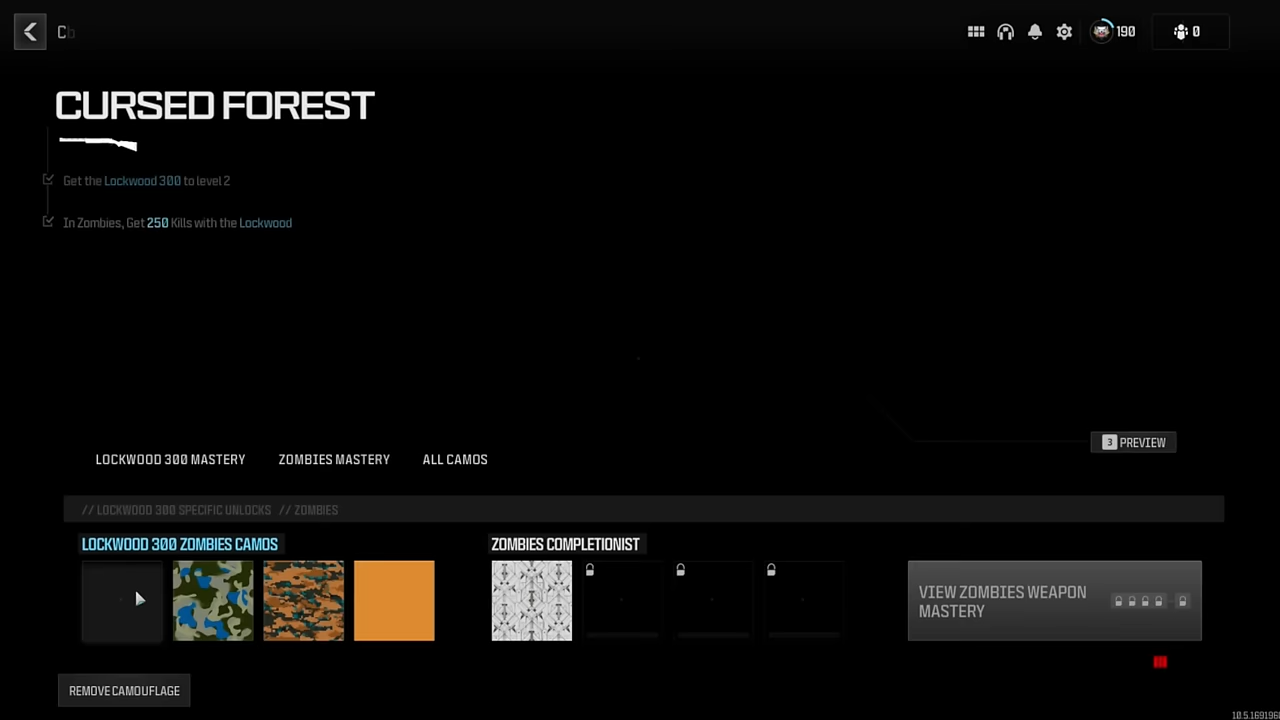 Cb
190
0
CURSED FOREST
Get the Lockwood 300 to level 2
In Zombies, Get 250 Kills with the Lockwood
3 PREVIEW
LOCKWOOD 300 MASTERY
ZOMBIES MASTERY
ALL CAMOS
// LOCKWOOD 300 SPECIFIC UNLOCKS // ZOMBIES
LOCKWOOD 300 ZOMBIES CAMOS
ZOMBIES COMPLETIONIST
VIEW ZOMBIES WEAPON
MASTERY
REMOVE CAMOUFLAGE